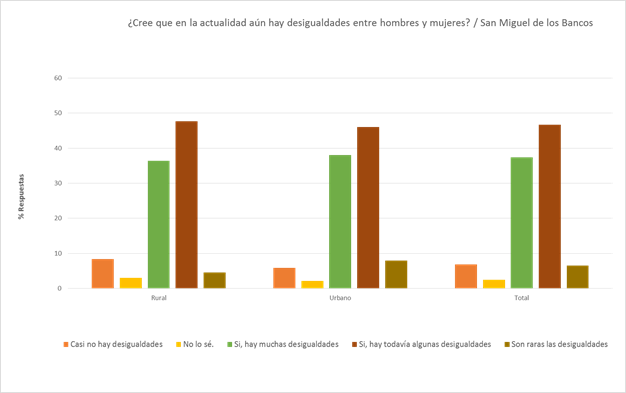 ¿Cree que en la actualidad aún hay desigualdades entre hombres y mujeres? / San Miguel de los Bancos
% Respuestas
60
50
40
30
20
10
0
Rural Urbano Total
Casi no hay desigualdades No lo sé. Si, hay muchas desigualdades Si, hay todavía algunas desigualdades Son raras las desigualdades